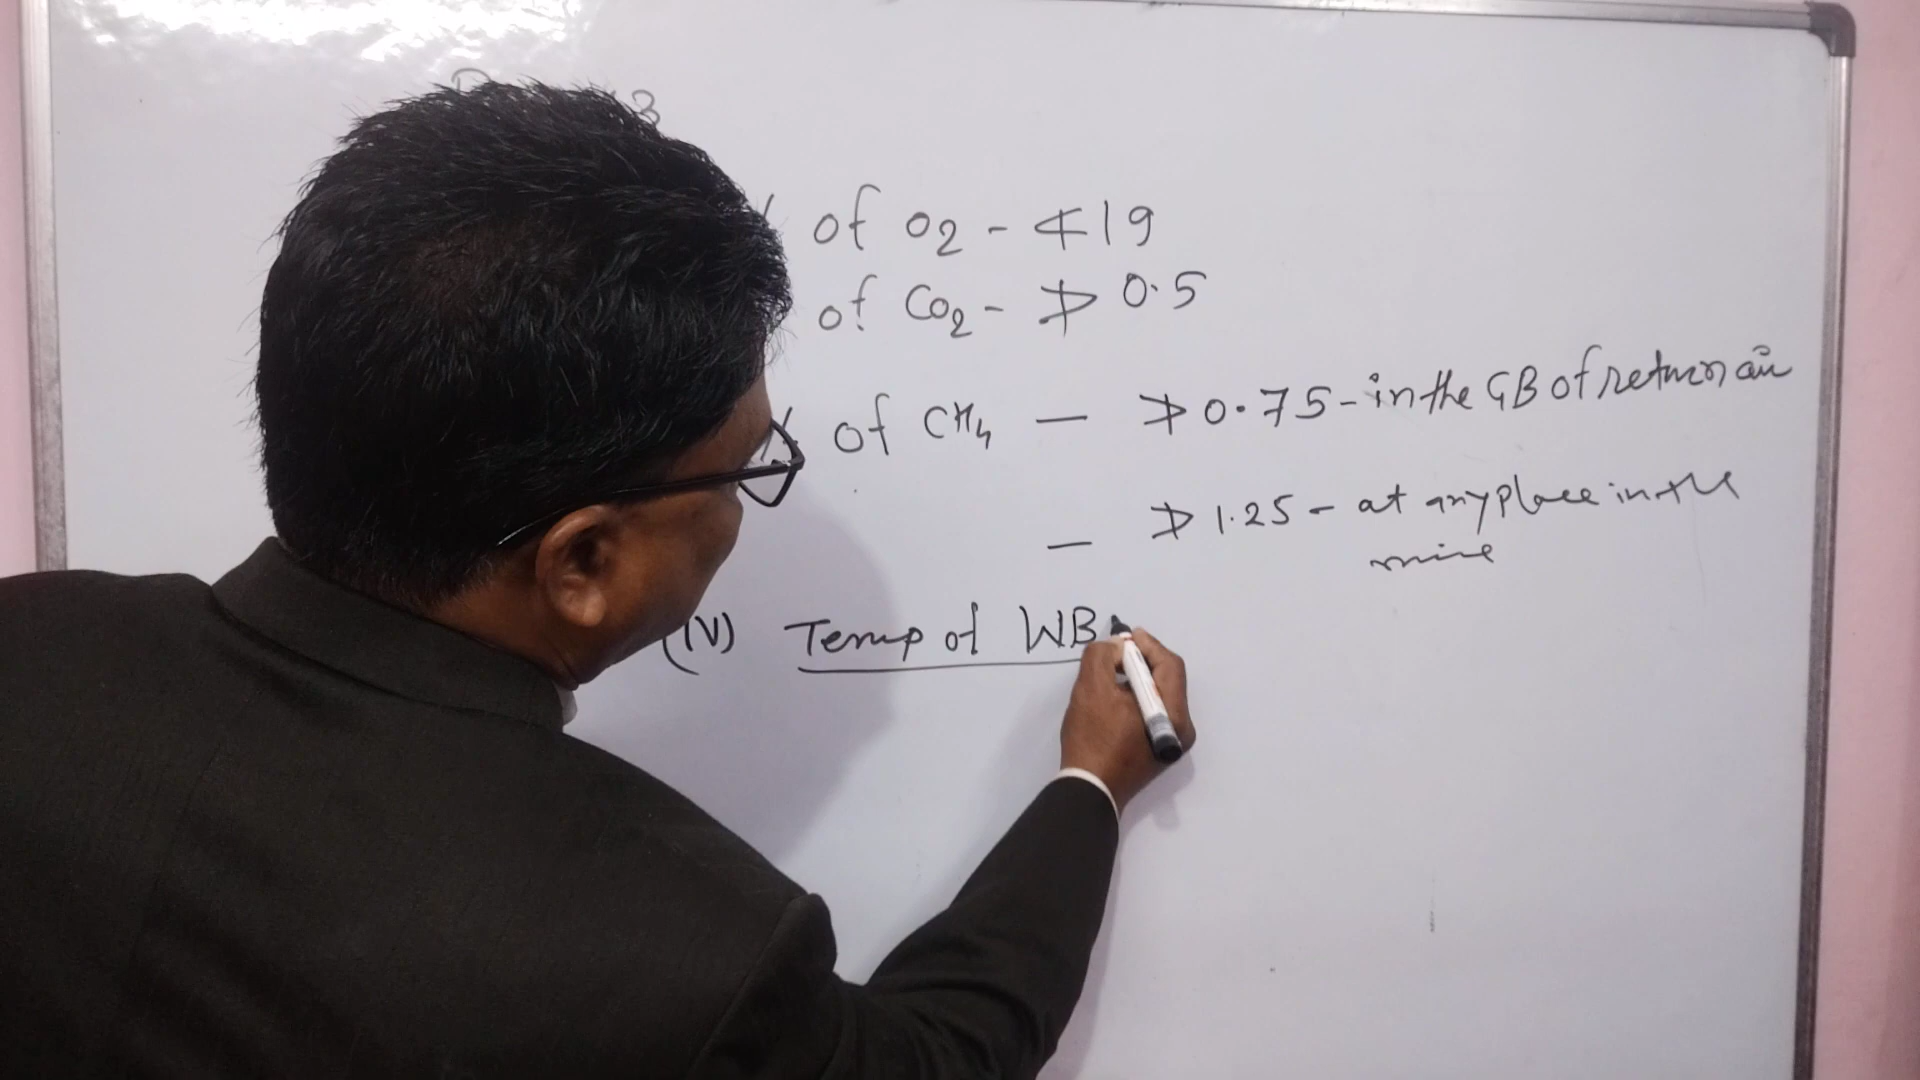 % of O2 - ≮ 19
of CO2 - ≯ 0.5
% of CH4 — ≯ 0.75 - in the GB of return air
— ≯ 1.25 - at any place in the
mine
(IV) Temp of WB